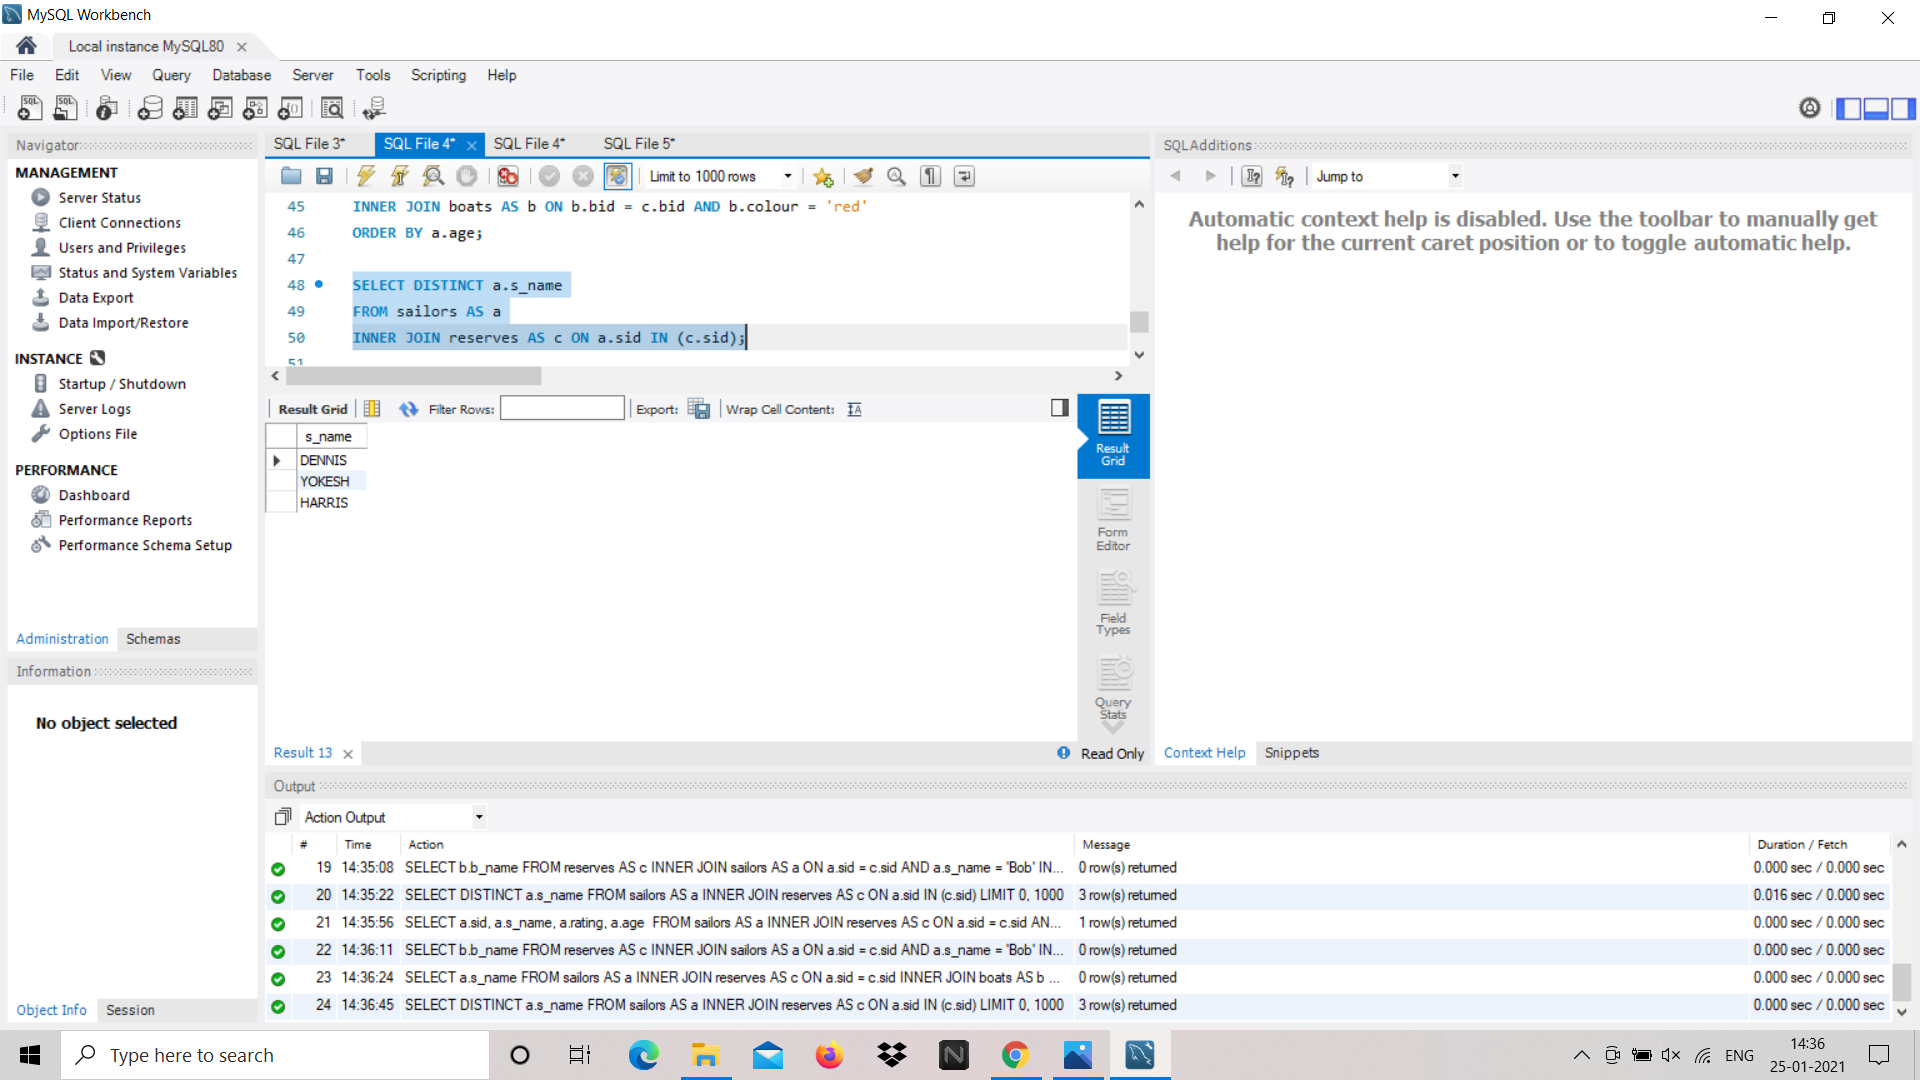 MySQL Workbench
Local instance MySQL80
File Edit View Query Database Server Tools Scripting Help
Navigator
MANAGEMENT
Server Status
Client Connections
Users and Privileges
Status and System Variables
Data Export
Data Import/Restore
INSTANCE
Startup / Shutdown
Server Logs
Options File
PERFORMANCE
Dashboard
Performance Reports
Performance Schema Setup
Administration Schemas
Information
No object selected
Object Info Session
SQL File 3* SQL File 4* SQL File 4* SQL File 5*
Limit to 1000 rows
45 INNER JOIN boats AS b ON b.bid = c.bid AND b.colour = 'red'
46 ORDER BY a.age;
47
48 SELECT DISTINCT a.s_name
49 FROM sailors AS a
50 INNER JOIN reserves AS c ON a.sid IN (c.sid);
51
Result Grid Filter Rows: Export: Wrap Cell Content:
s_name
DENNIS
YOKESH
HARRIS
Result Grid
Form Editor
Field Types
Query Stats
Result 13 Read Only
SQLAdditions
Jump to
Automatic context help is disabled. Use the toolbar to manually get
help for the current caret position or to toggle automatic help.
Context Help Snippets
Output
Action Output
# Time Action Message Duration / Fetch
19 14:35:08 SELECT b.b_name FROM reserves AS c INNER JOIN sailors AS a ON a.sid = c.sid AND a.s_name = 'Bob' IN... 0 row(s) returned 0.000 sec / 0.000 sec
20 14:35:22 SELECT DISTINCT a.s_name FROM sailors AS a INNER JOIN reserves AS c ON a.sid IN (c.sid) LIMIT 0, 1000 3 row(s) returned 0.016 sec / 0.000 sec
21 14:35:56 SELECT a.sid, a.s_name, a.rating, a.age FROM sailors AS a INNER JOIN reserves AS c ON a.sid = c.sid AN... 1 row(s) returned 0.000 sec / 0.000 sec
22 14:36:11 SELECT b.b_name FROM reserves AS c INNER JOIN sailors AS a ON a.sid = c.sid AND a.s_name = 'Bob' IN... 0 row(s) returned 0.000 sec / 0.000 sec
23 14:36:24 SELECT a.s_name FROM sailors AS a INNER JOIN reserves AS c ON a.sid = c.sid INNER JOIN boats AS b ... 0 row(s) returned 0.000 sec / 0.000 sec
24 14:36:45 SELECT DISTINCT a.s_name FROM sailors AS a INNER JOIN reserves AS c ON a.sid IN (c.sid) LIMIT 0, 1000 3 row(s) returned 0.000 sec / 0.000 sec
Type here to search
ENG
14:36
25-01-2021